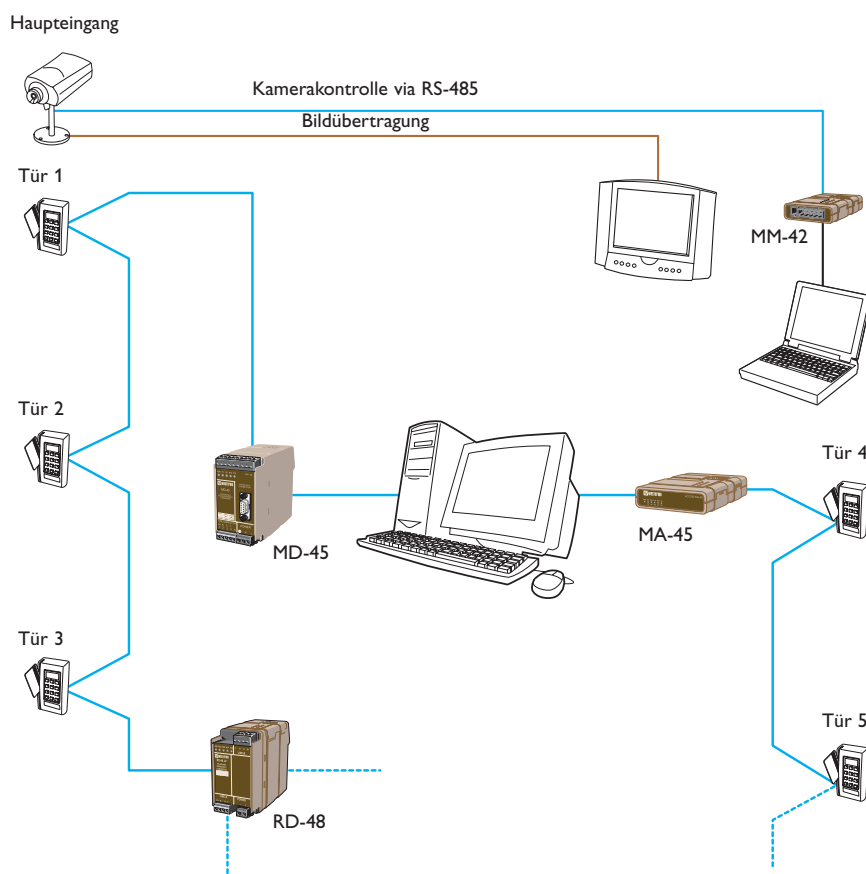 Haupteingang
Kamerakontrolle via RS-485
Bildübertragung
Tür 1
MM-42
Tür 2
Tür 4
MD-45
MA-45
Tür 3
Tür 5
RD-48